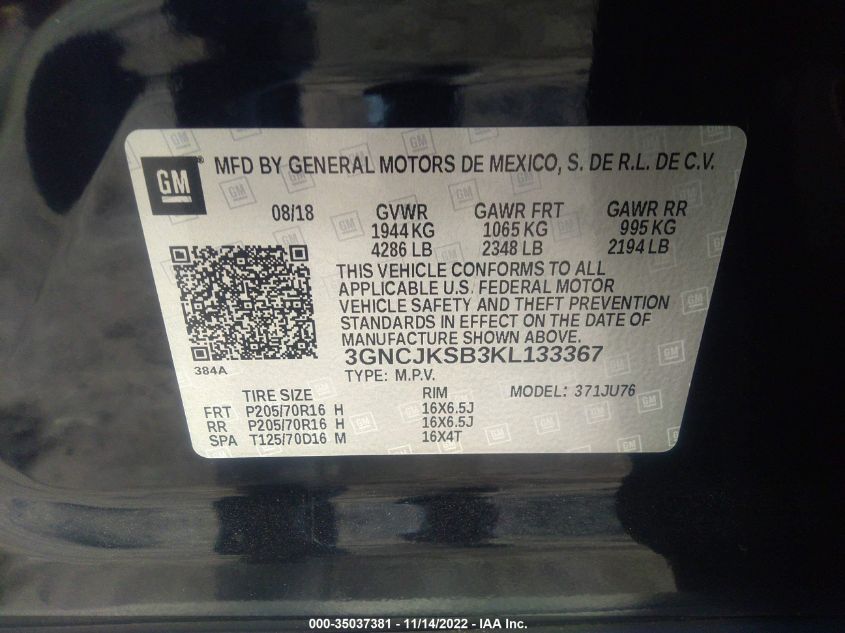 GM® MFD BY GENERAL MOTORS DE MEXICO, S. DE R.L. DE C.V.
08/18 GVWR GAWR FRT GAWR RR
1944 KG 1065 KG 995 KG
4286 LB 2348 LB 2194 LB
THIS VEHICLE CONFORMS TO ALL
APPLICABLE U.S. FEDERAL MOTOR
VEHICLE SAFETY AND THEFT PREVENTION
STANDARDS IN EFFECT ON THE DATE OF
MANUFACTURE SHOWN ABOVE.
3GNCJKSB3KL133367
384A
TYPE: M.P.V.
TIRE SIZE RIM MODEL: 371JU76
FRT P205/70R16 H 16X6.5J
RR P205/70R16 H 16X6.5J
SPA T125/70D16 M 16X4T
000-35037381 - 11/14/2022 - IAA Inc.